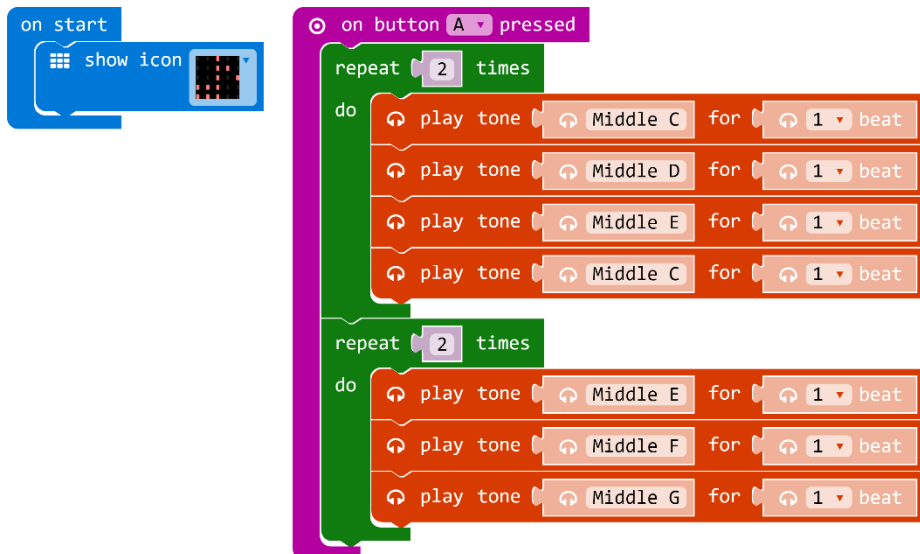 on start
show icon
on button A pressed
repeat 2 times
do
play tone Middle C for 1 beat
play tone Middle D for 1 beat
play tone Middle E for 1 beat
play tone Middle C for 1 beat
repeat 2 times
do
play tone Middle E for 1 beat
play tone Middle F for 1 beat
play tone Middle G for 1 beat